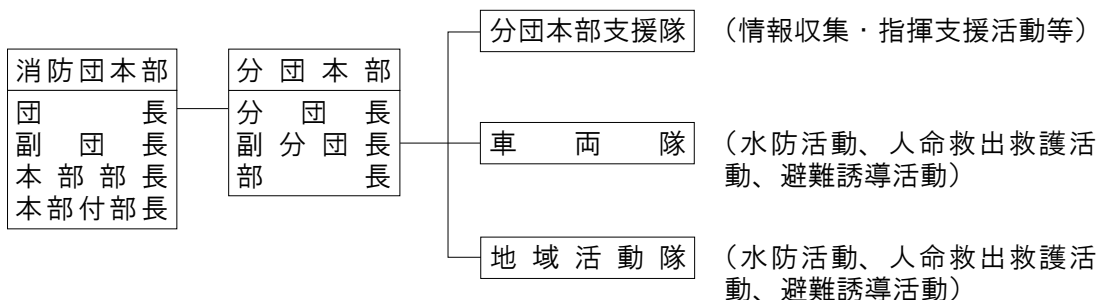 消防団本部
団長
副団長
本部部長
本部付部長
分団本部
分団長
副分団長
部長
分団本部支援隊
（情報収集・指揮支援活動等）
車両隊
（水防活動、人命救出救護活
動、避難誘導活動）
地域活動隊
（水防活動、人命救出救護活
動、避難誘導活動）